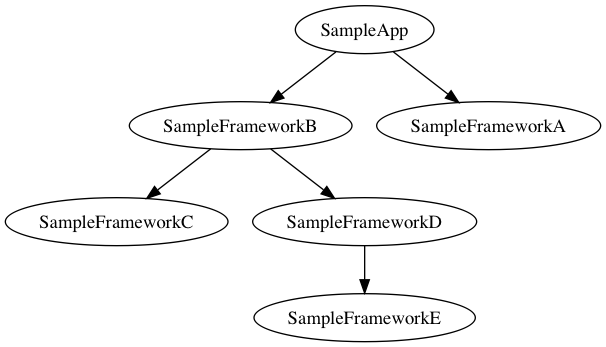 SampleApp
SampleFrameworkB
SampleFrameworkA
SampleFrameworkC
SampleFrameworkD
SampleFrameworkE